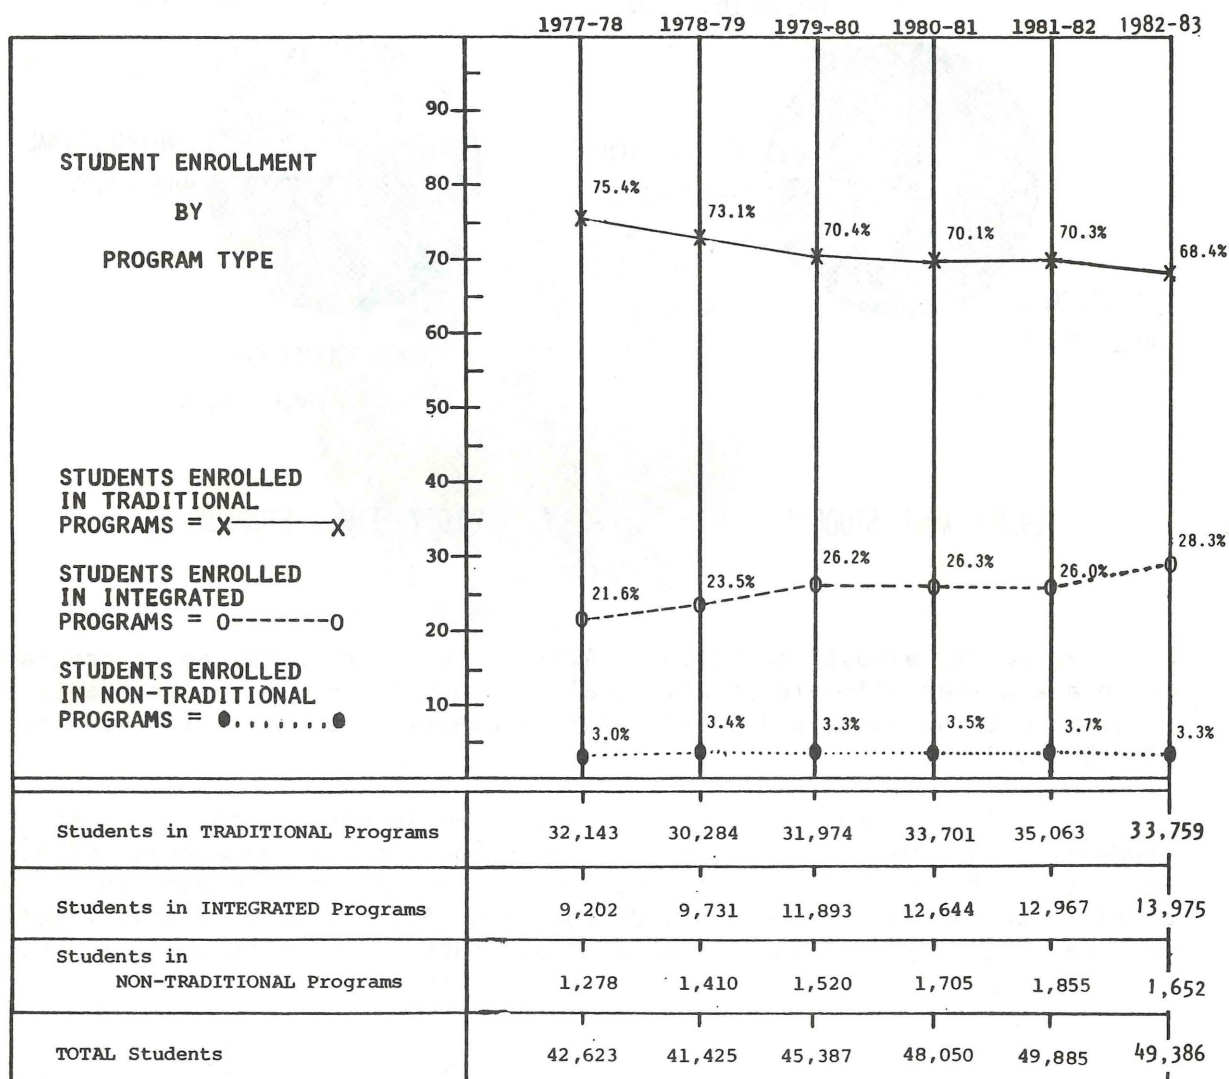 1977-78 1978-79 1979-80 1980-81 1981-82 1982-83
90
STUDENT ENROLLMENT
BY
PROGRAM TYPE
80
70
60
50
40
30
20
10
75.4% 73.1% 70.4% 70.1% 70.3% 68.4%
STUDENTS ENROLLED
IN TRADITIONAL
PROGRAMS = X———X
STUDENTS ENROLLED
IN INTEGRATED
PROGRAMS = O-------O
STUDENTS ENROLLED
IN NON-TRADITIONAL
PROGRAMS = ●.......●
21.6% 23.5% 26.2% 26.3% 26.0% 28.3%
3.0% 3.4% 3.3% 3.5% 3.7% 3.3%
Students in TRADITIONAL Programs 32,143 30,284 31,974 33,701 35,063 33,759
Students in INTEGRATED Programs 9,202 9,731 11,893 12,644 12,967 13,975
Students in
NON-TRADITIONAL Programs 1,278 1,410 1,520 1,705 1,855 1,652
TOTAL Students 42,623 41,425 45,387 48,050 49,885 49,386